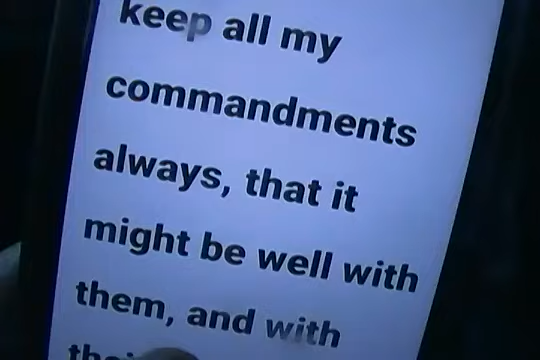 keep all my
commandments
always, that it
might be well with
them, and with